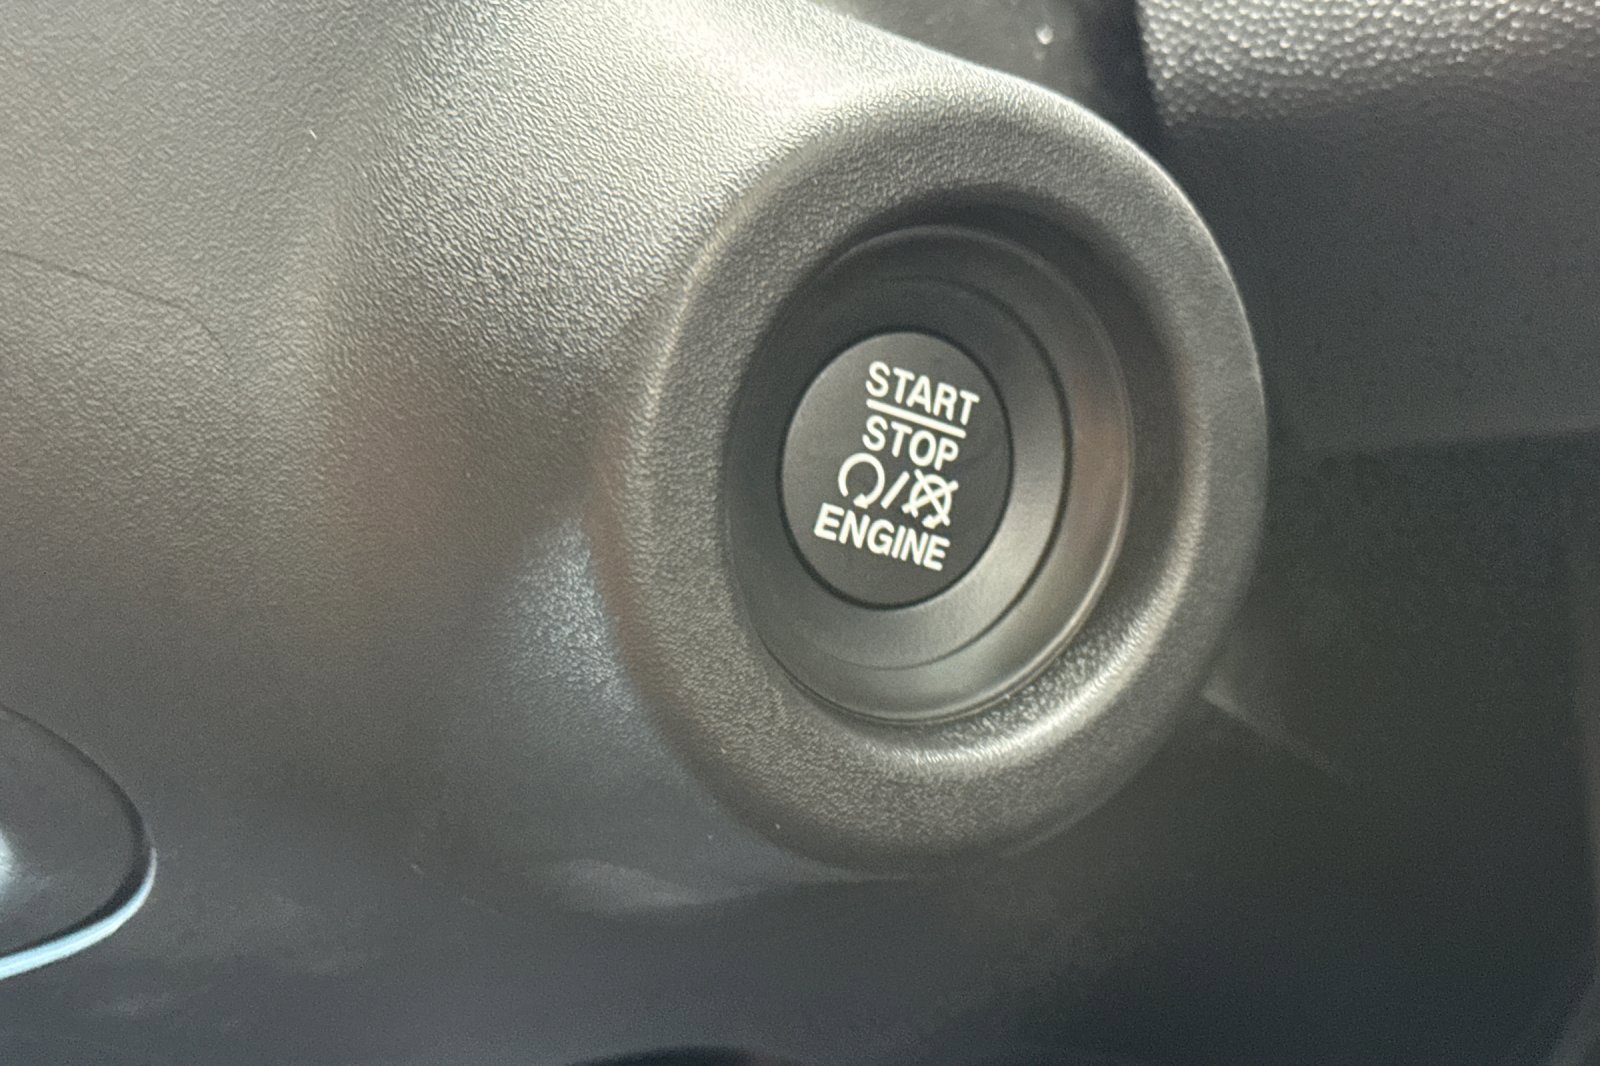 START
STOP
/
ENGINE